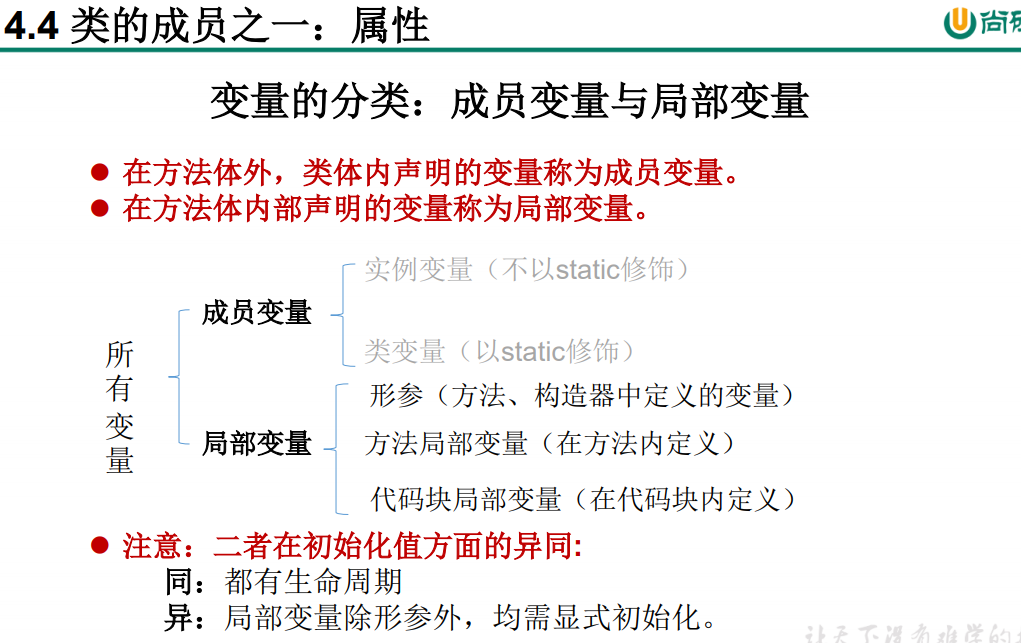 4.4 类的成员之一：属性
尚
变量的分类：成员变量与局部变量
● 在方法体外，类体内声明的变量称为成员变量。
● 在方法体内部声明的变量称为局部变量。
实例变量（不以static修饰）
成员变量
类变量（以static修饰）
所有变量
形参（方法、构造器中定义的变量）
局部变量
方法局部变量（在方法内定义）
代码块局部变量（在代码块内定义）
● 注意：二者在初始化值方面的异同:
同：都有生命周期
异：局部变量除形参外，均需显式初始化。
让天下没有难学的